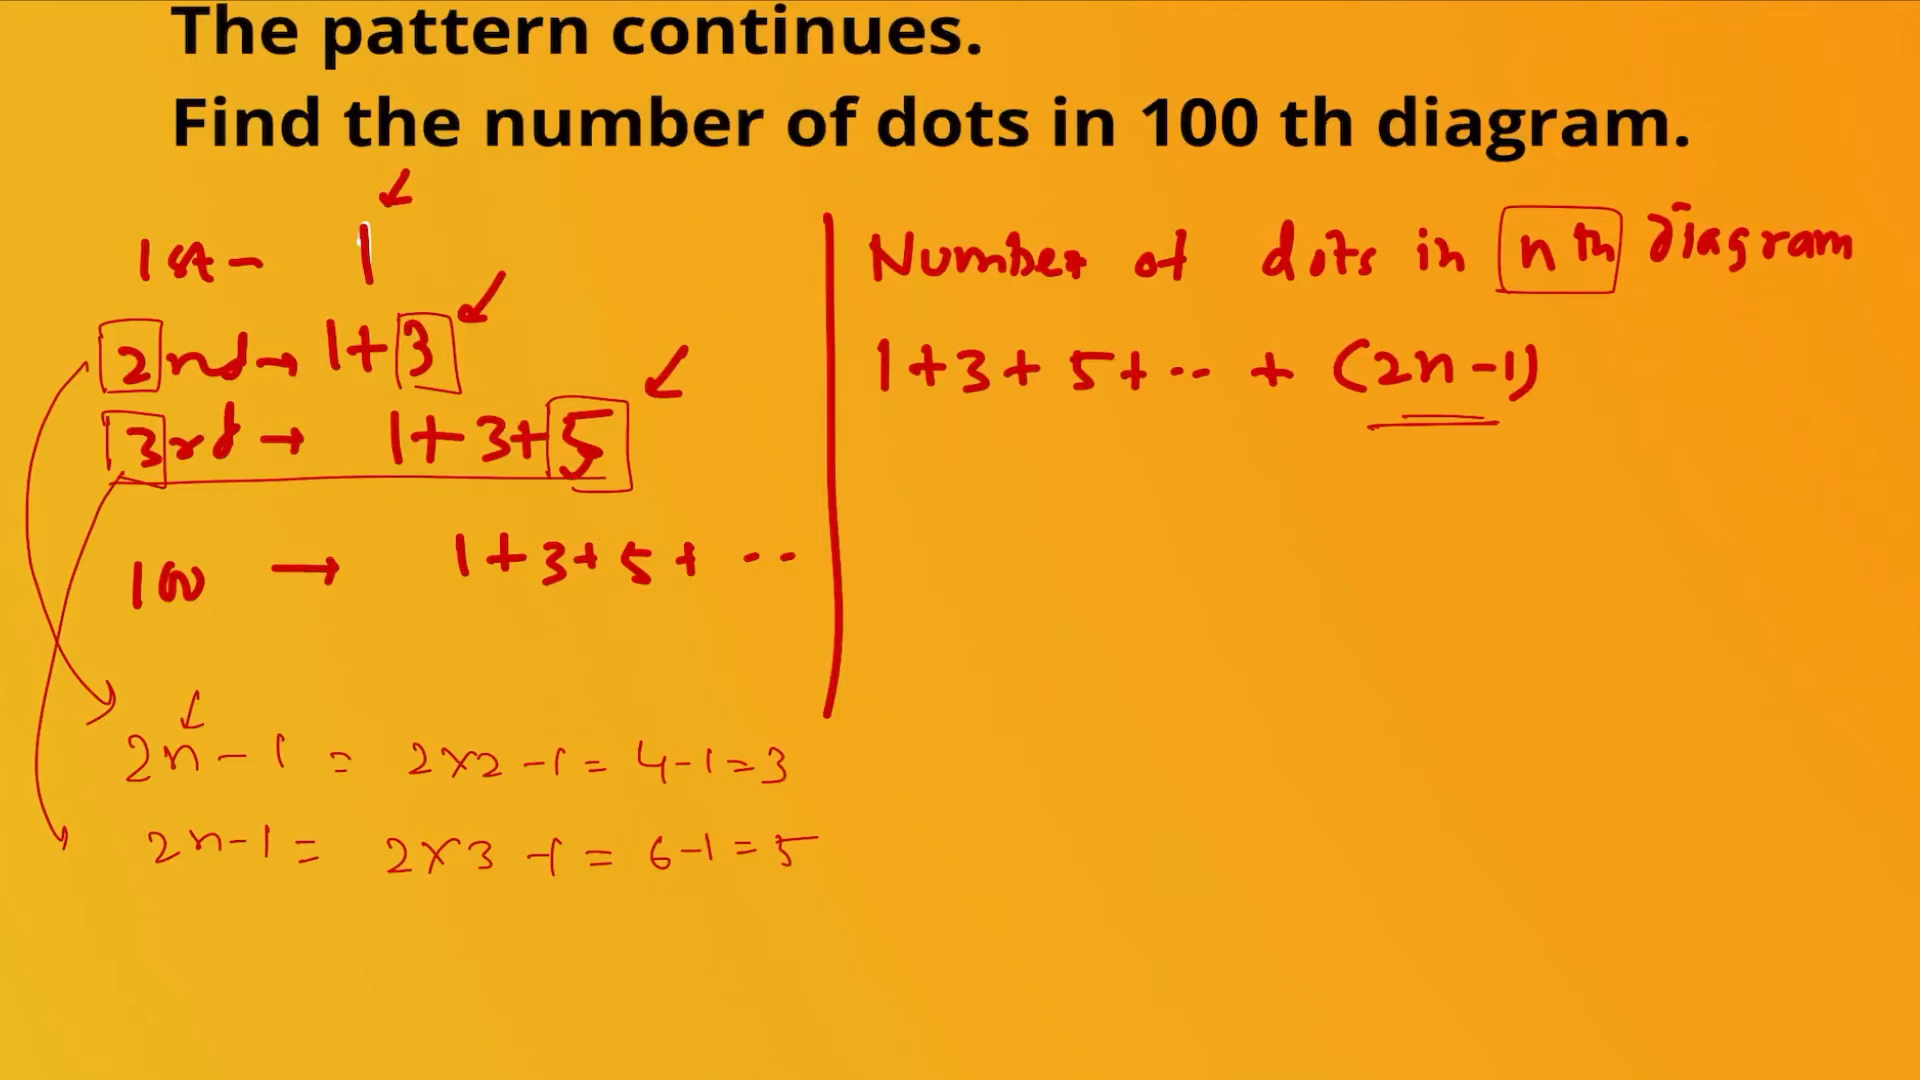 The pattern continues.
Find the number of dots in 100 th diagram.
1st - 1
2nd → 1+3
3rd → 1+3+5
100 → 1+3+5+ ..
2n-1 = 2×2-1 = 4-1=3
2n-1 = 2×3-1 = 6-1=5
Number of dots in nth diagram
1+3+5+ .. + (2n-1)